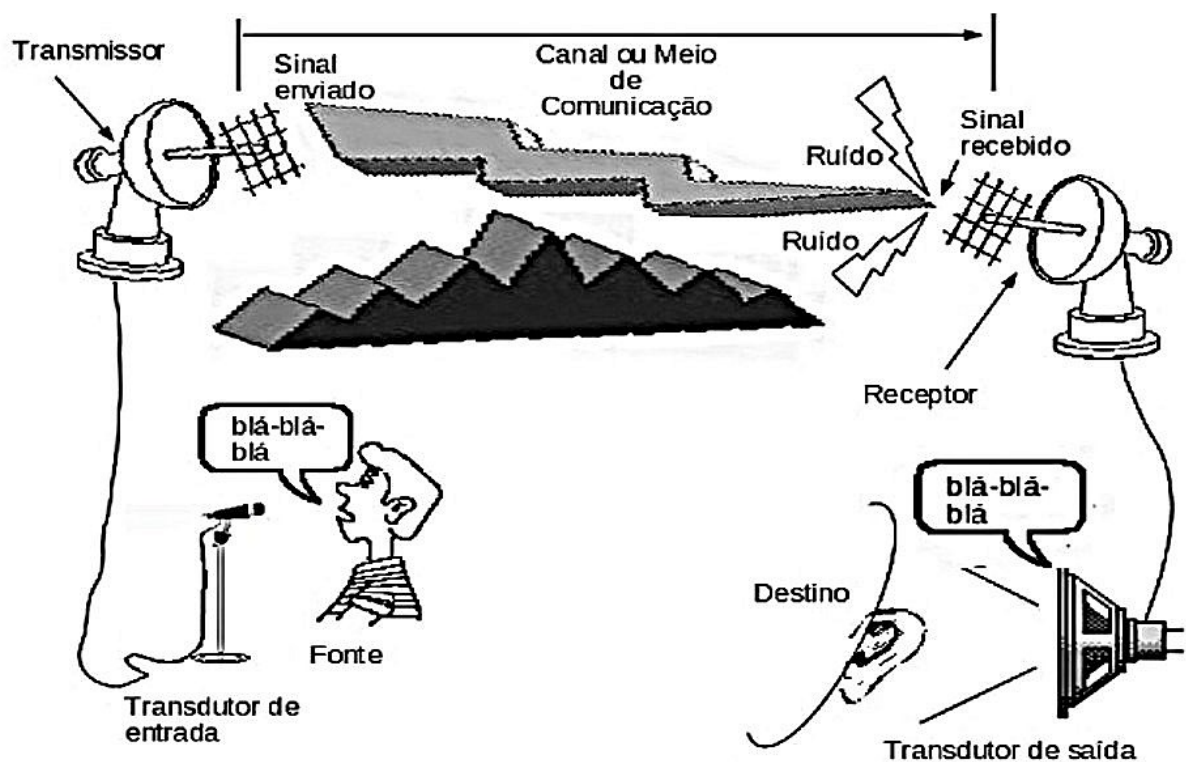 Transmissor
Sinal
enviado
Canal ou Meio
de
Comunicação
Ruído
Sinal
recebido
Ruído
Receptor
blá-blá-
blá
blá-blá-
blá
Destino
Fonte
Transdutor de
entrada
Transdutor de saída